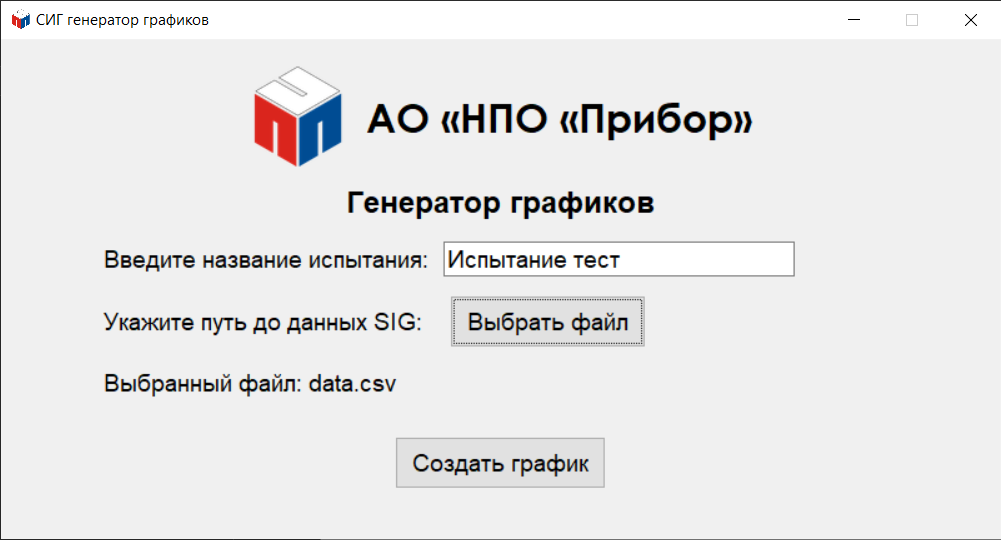 СИГ генератор графиков
АО «НПО «Прибор»
Генератор графиков
Введите название испытания: Испытание тест
Укажите путь до данных SIG: Выбрать файл
Выбранный файл: data.csv
Создать график